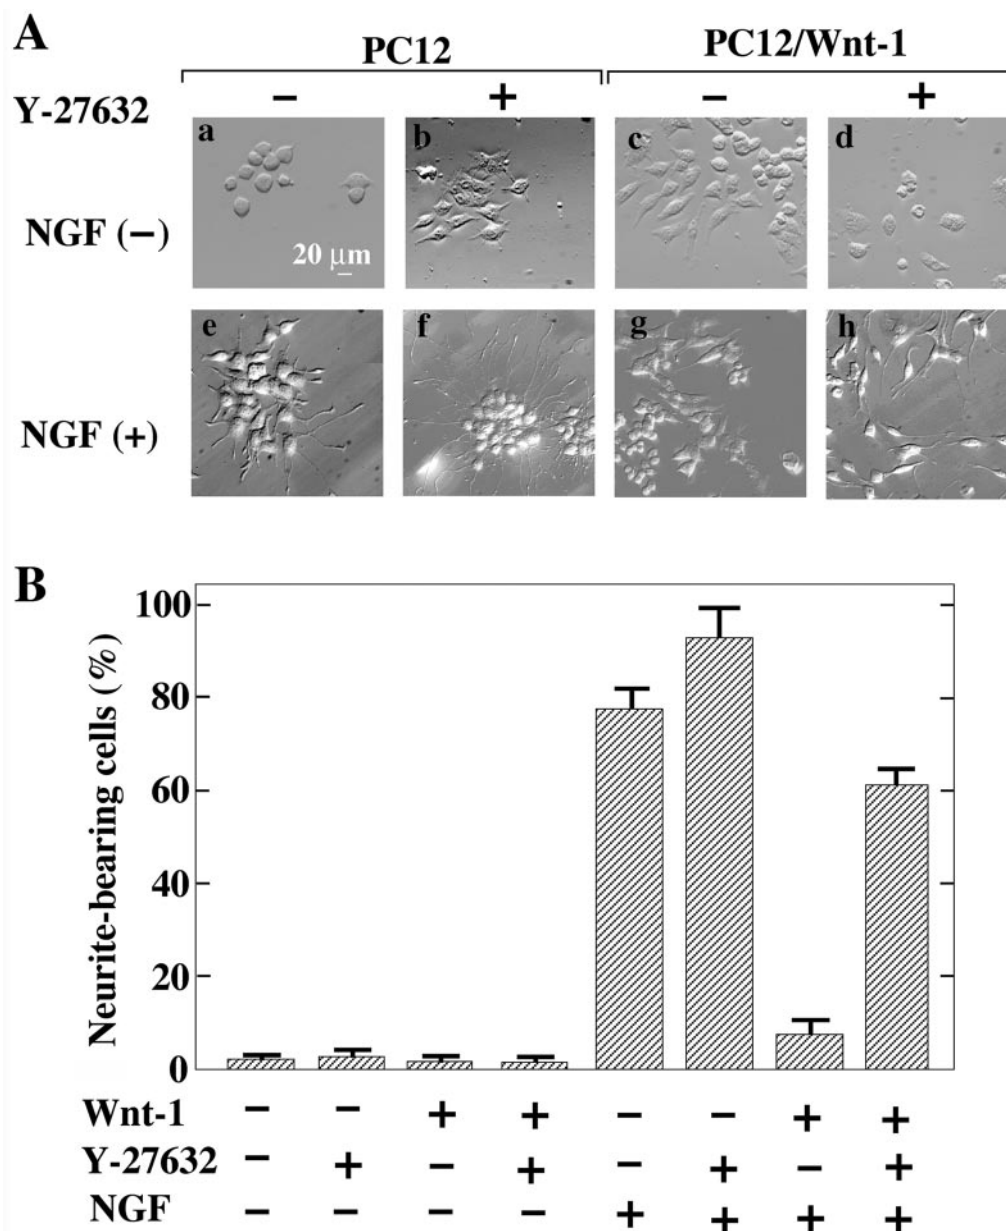 A
PC12 PC12/Wnt-1
Y-27632 − + − +
a b c d
NGF (−)
20 μm
e f g h
NGF (+)
B
Neurite-bearing cells (%)
100
80
60
40
20
0
Wnt-1 − − + + − − + +
Y-27632 − + − + − + − +
NGF − − − − + + + +